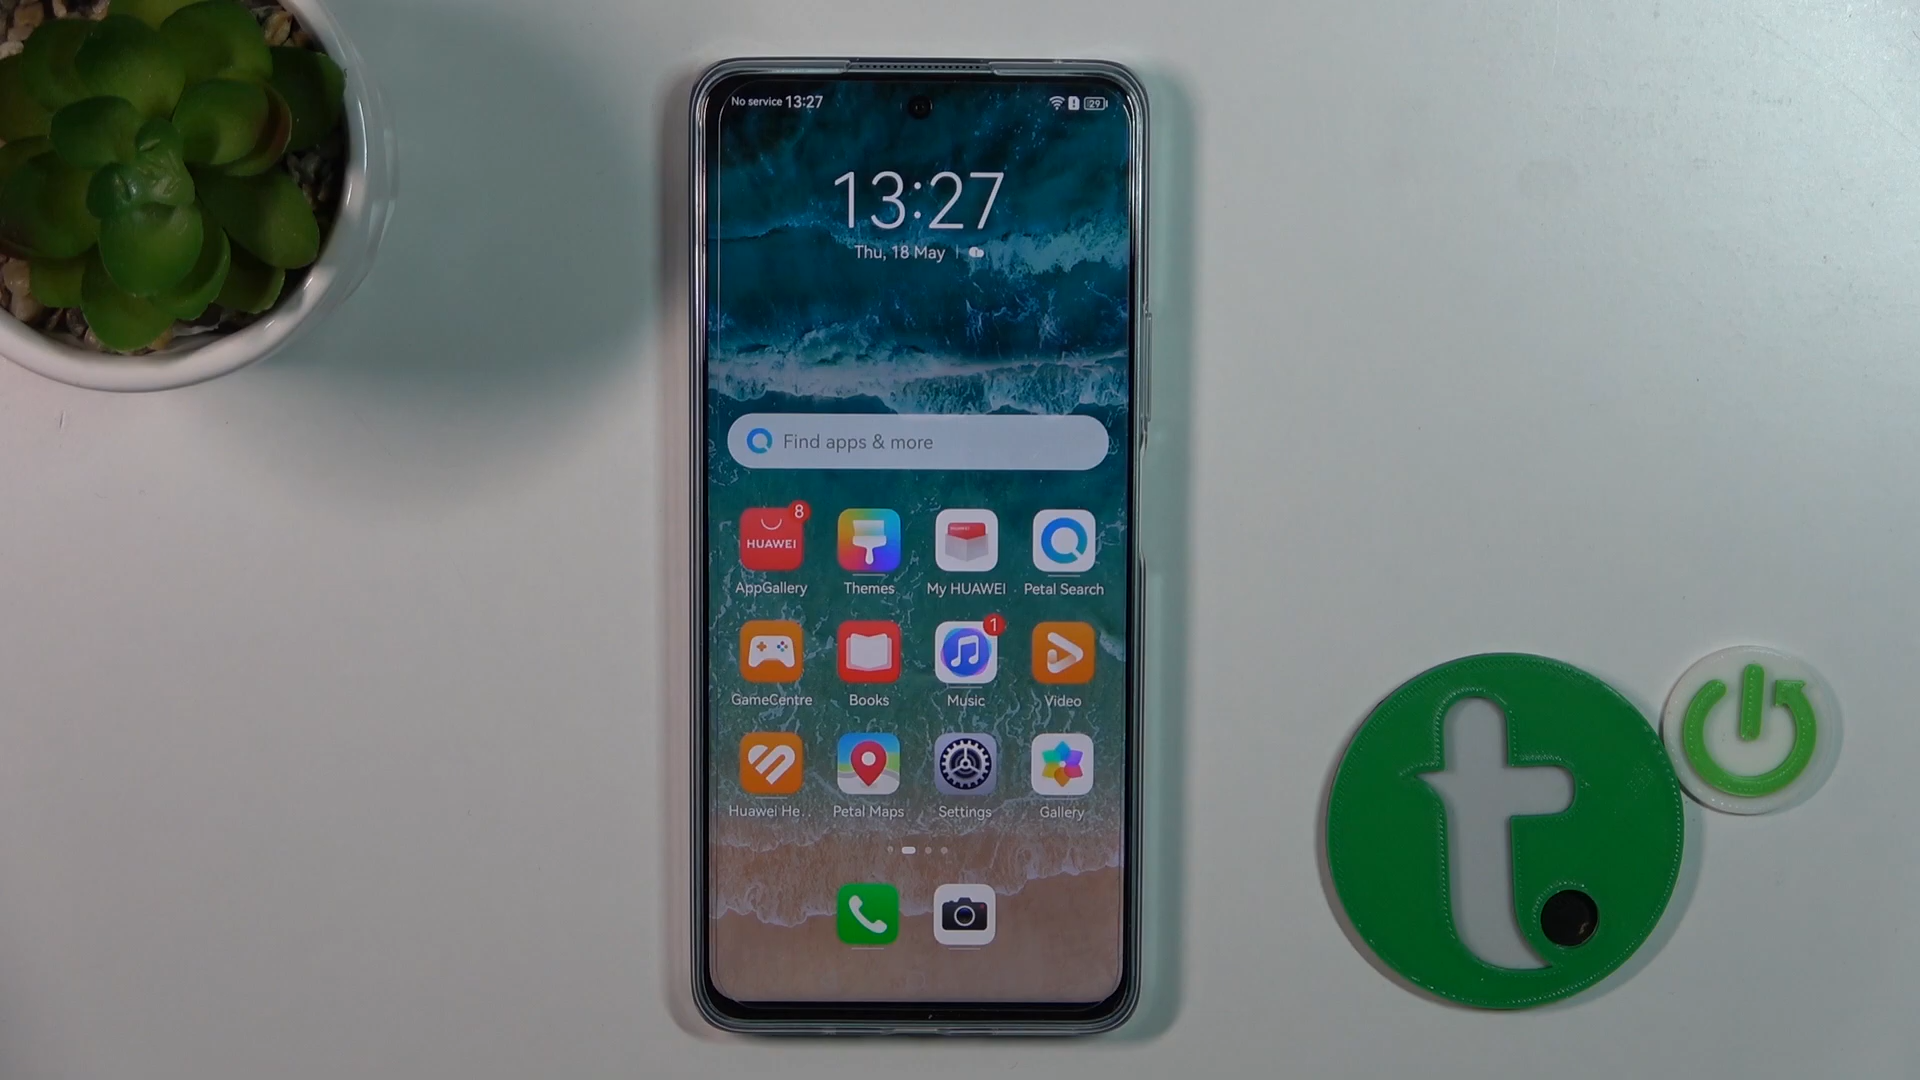 No service 13:27
29
13:27
Thu, 18 May
Find apps & more
8
HUAWEI
AppGallery Themes My HUAWEI Petal Search
1
GameCentre Books Music Video
Huawei He... Petal Maps Settings Gallery
t